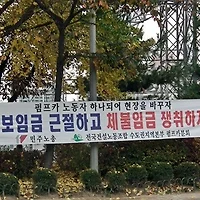 펌프카 노동자 하나되어 현장을 바꾸자
보임금 근절하고 체불임금 쟁취하자
민주노총 전국건설노동조합 수도권지역본부 펌프카분회